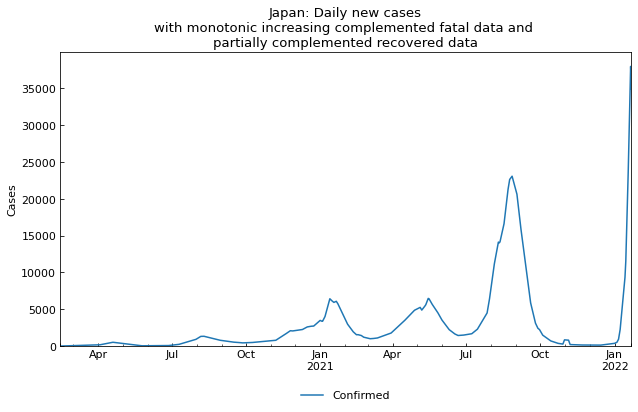 Japan: Daily new cases
with monotonic increasing complemented fatal data and
partially complemented recovered data
35000
30000
25000
20000
15000
10000
5000
0
Cases
Apr Jul Oct Jan Apr Jul Oct Jan
2021 2022
Confirmed